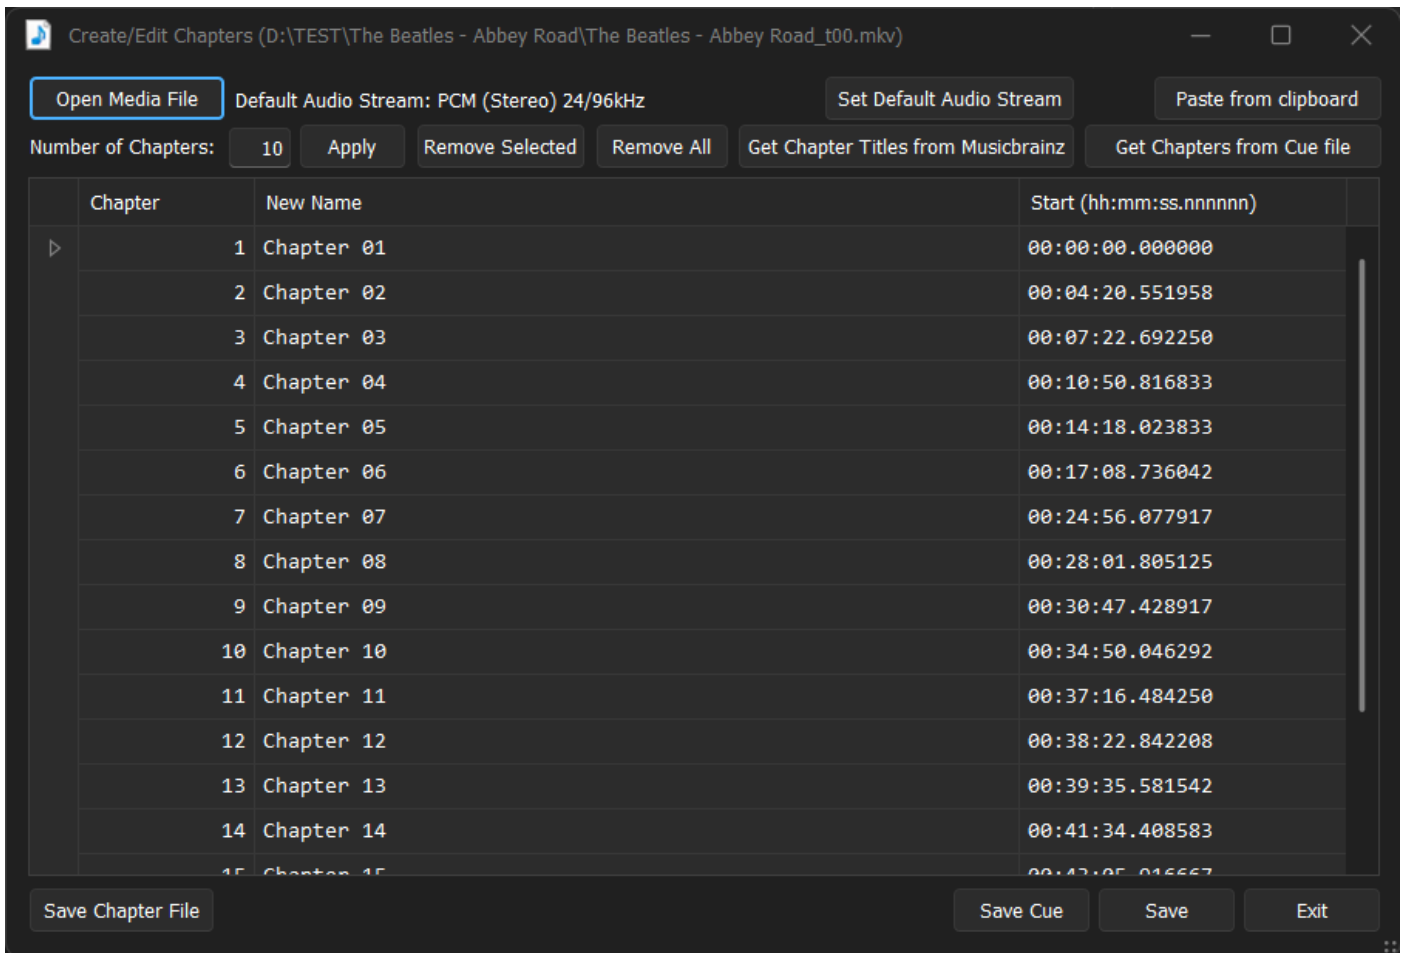 Create/Edit Chapters (D:\TEST\The Beatles - Abbey Road\The Beatles - Abbey Road_t00.mkv)
Open Media File Default Audio Stream: PCM (Stereo) 24/96kHz Set Default Audio Stream Paste from clipboard
Number of Chapters: 10 Apply Remove Selected Remove All Get Chapter Titles from Musicbrainz Get Chapters from Cue file
Chapter New Name Start (hh:mm:ss.nnnnnn)
1 Chapter 01 00:00:00.000000
2 Chapter 02 00:04:20.551958
3 Chapter 03 00:07:22.692250
4 Chapter 04 00:10:50.816833
5 Chapter 05 00:14:18.023833
6 Chapter 06 00:17:08.736042
7 Chapter 07 00:24:56.077917
8 Chapter 08 00:28:01.805125
9 Chapter 09 00:30:47.428917
10 Chapter 10 00:34:50.046292
11 Chapter 11 00:37:16.484250
12 Chapter 12 00:38:22.842208
13 Chapter 13 00:39:35.581542
14 Chapter 14 00:41:34.408583
15 Chapter 15
Save Chapter File Save Cue Save Exit